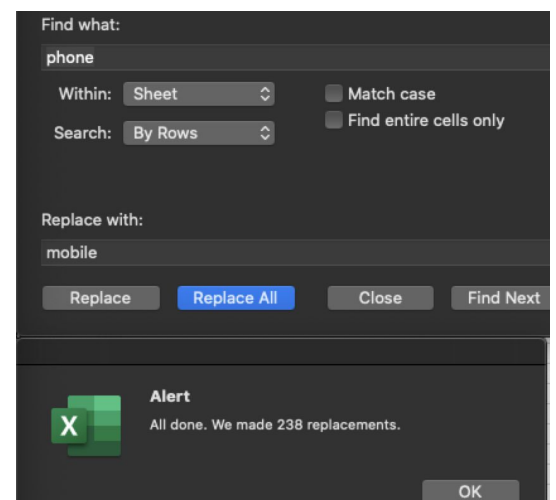 Find what:
phone
Within: Sheet Match case
Search: By Rows Find entire cells only
Replace with:
mobile
Replace Replace All Close Find Next
Alert
X All done. We made 238 replacements.
OK